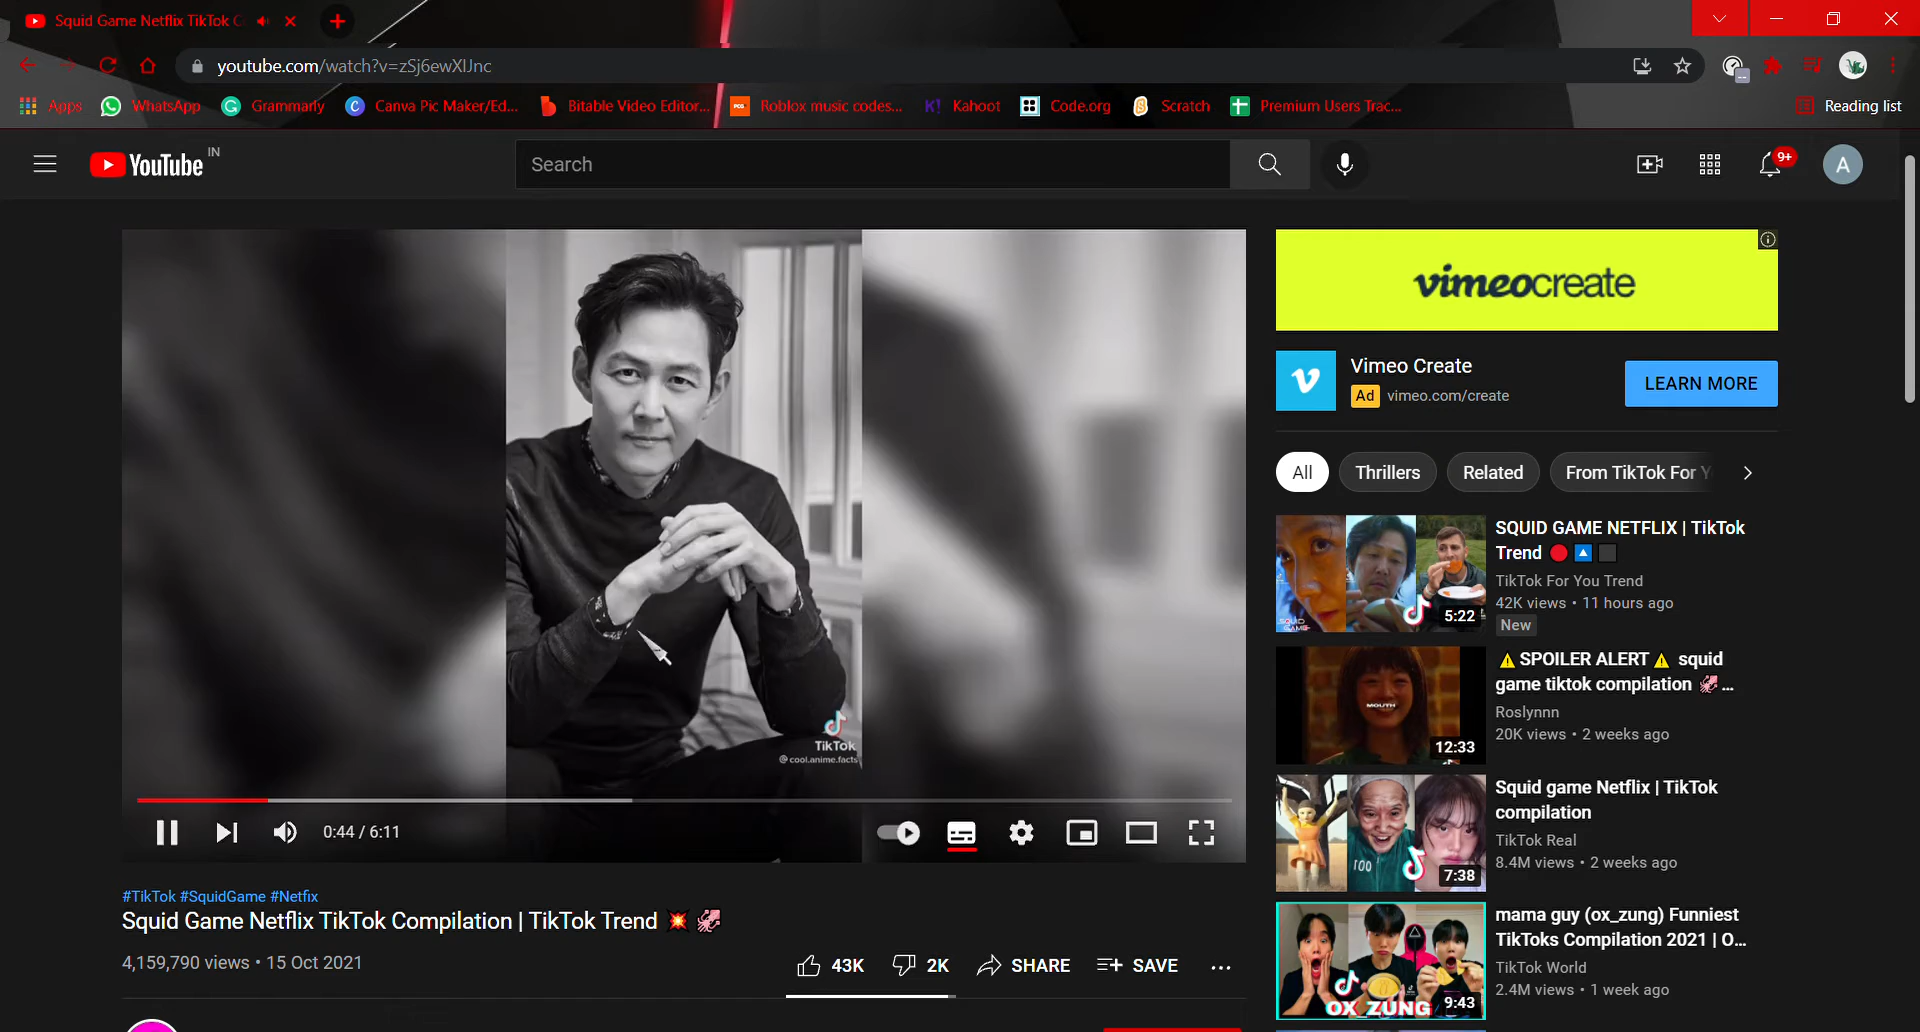 Squid Game Netflix TikTok C
youtube.com/watch?v=zSj6ewXIJnc
Apps WhatsApp Grammarly Canva Pic Maker/Ed... Bitable Video Editor... Roblox music codes... Kahoot Code.org Scratch Premium Users Trac... Reading list
YouTube IN
Search
9+
A
vimeocreate
Vimeo Create
Ad vimeo.com/create
LEARN MORE
All Thrillers Related From TikTok For Y
TikTok
@cool.anime.facts
0:44 / 6:11
#TikTok #SquidGame #Netfix
Squid Game Netflix TikTok Compilation | TikTok Trend 💥 🦑
4,159,790 views • 15 Oct 2021
43K 2K SHARE SAVE ...
SQUID GAME NETFLIX | TikTok
Trend 🔴 🔼 ⬛
TikTok For You Trend
42K views • 11 hours ago
New
SQUID
GAME
5:22
⚠️SPOILER ALERT⚠️ squid
game tiktok compilation 🦑...
Roslynnn
20K views • 2 weeks ago
MOUTH
12:33
Squid game Netflix | TikTok
compilation
TikTok Real
8.4M views • 2 weeks ago
100
7:38
mama guy (ox_zung) Funniest
TikToks Compilation 2021 | O...
TikTok World
2.4M views • 1 week ago
OX_ZUNG
9:43